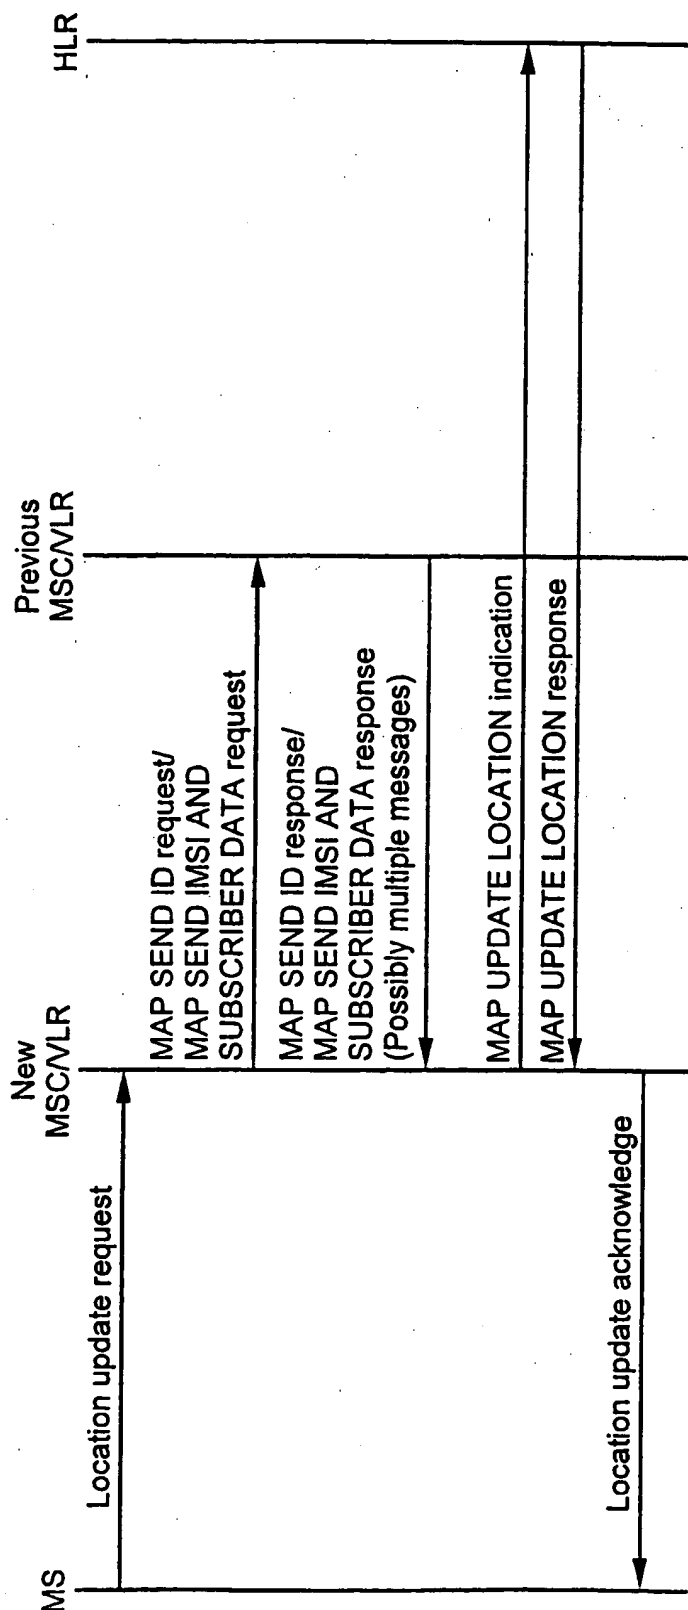 MS
New
MSC/VLR
Previous
MSC/VLR
HLR
Location update request
MAP SEND ID request/
MAP SEND IMSI AND
SUBSCRIBER DATA request
MAP SEND ID response/
MAP SEND IMSI AND
SUBSCRIBER DATA response
(Possibly multiple messages)
MAP UPDATE LOCATION indication
MAP UPDATE LOCATION response
Location update acknowledge